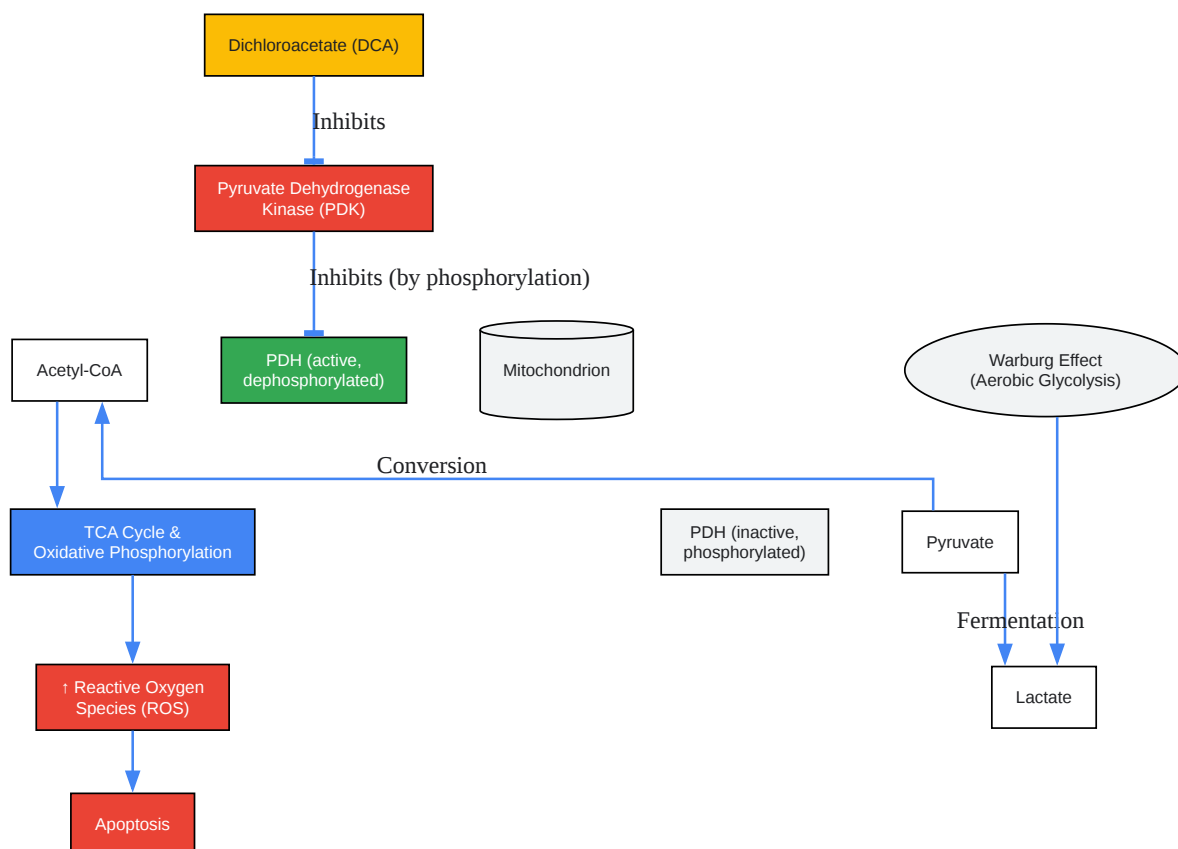 Dichloroacetate (DCA)
Inhibits
Pyruvate Dehydrogenase
Kinase (PDK)
Inhibits (by phosphorylation)
Acetyl-CoA
PDH (active,
dephosphorylated)
Mitochondrion
Warburg Effect
(Aerobic Glycolysis)
Conversion
TCA Cycle &
Oxidative Phosphorylation
PDH (inactive,
phosphorylated)
Pyruvate
Fermentation
↑ Reactive Oxygen
Species (ROS)
Lactate
Apoptosis